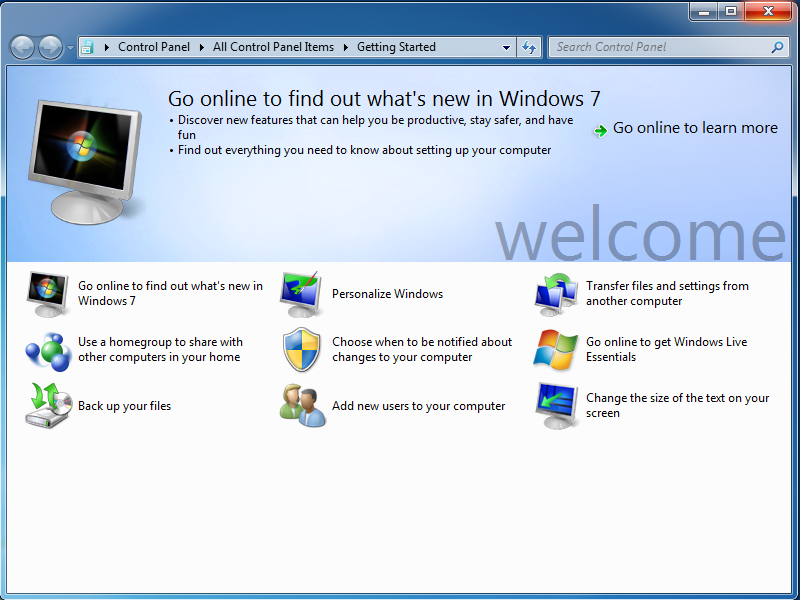 Control Panel
All Control Panel Items
Getting Started
Search Control Panel
Go online to find out what's new in Windows 7
• Discover new features that can help you be productive, stay safer, and have
fun
• Find out everything you need to know about setting up your computer
Go online to learn more
welcome
Go online to find out what's new in
Windows 7
Personalize Windows
Transfer files and settings from
another computer
Use a homegroup to share with
other computers in your home
Choose when to be notified about
changes to your computer
Go online to get Windows Live
Essentials
Back up your files
Add new users to your computer
Change the size of the text on your
screen